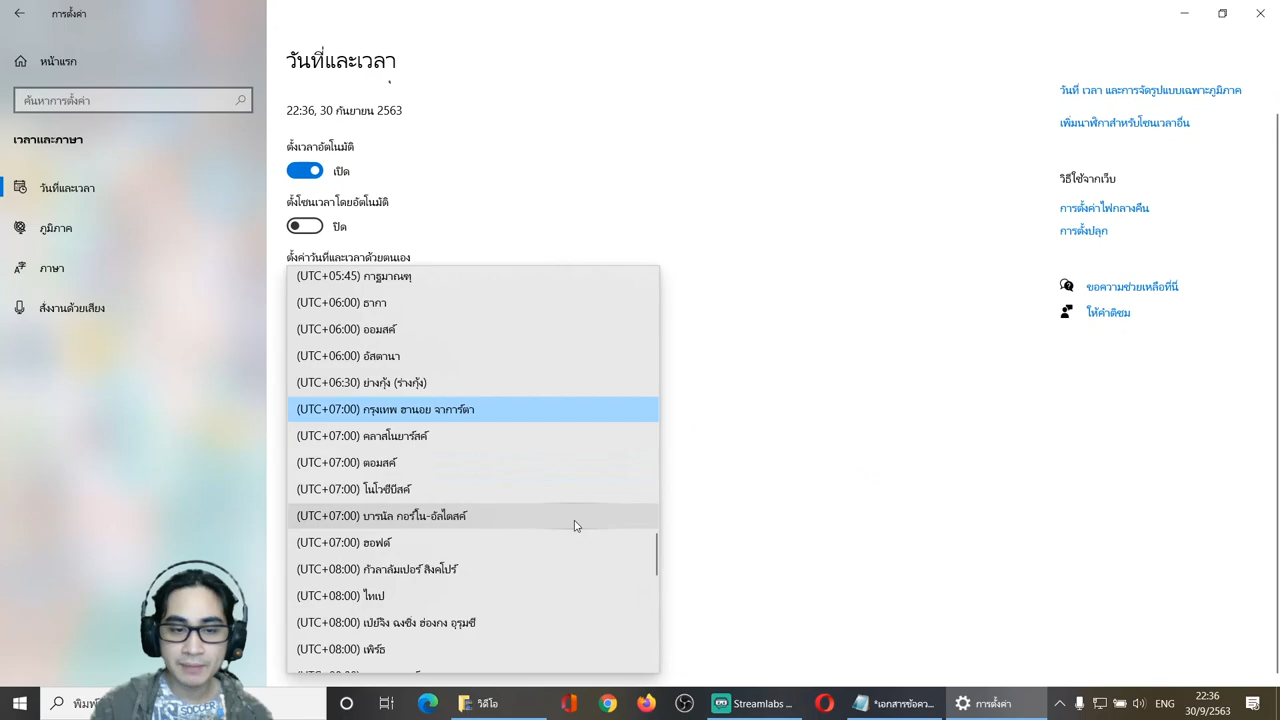 การตั้งค่า
หน้าแรก
ค้นหาการตั้งค่า
เวลาและภาษา
วันที่และเวลา
ภูมิภาค
ภาษา
สั่งงานด้วยเสียง
วันที่และเวลา
22:36, 30 กันยายน 2563
ตั้งเวลาอัตโนมัติ
เปิด
ตั้งโซนเวลาโดยอัตโนมัติ
ปิด
ตั้งค่าวันที่และเวลาด้วยตนเอง
(UTC+05:45) กาฐมาณฑุ
(UTC+06:00) ธากา
(UTC+06:00) ออมสค์
(UTC+06:00) อัสตานา
(UTC+06:30) ย่างกุ้ง (ร่างกุ้ง)
(UTC+07:00) กรุงเทพ ฮานอย จาการ์ตา
(UTC+07:00) คลาสโนยาร์สค์
(UTC+07:00) ตอมสค์
(UTC+07:00) โนโวซีบีสค์
(UTC+07:00) บารนัล กอร์โน-อัลไตสค์
(UTC+07:00) ฮอฟด์
(UTC+08:00) กัวลาลัมเปอร์ สิงคโปร์
(UTC+08:00) ไทเป
(UTC+08:00) เป่ย์จิง ฉงชิ่ง ฮ่องกง อุรุมชี
(UTC+08:00) เพิร์ธ
วันที่ เวลา และการจัดรูปแบบเฉพาะภูมิภาค
เพิ่มนาฬิกาสำหรับโซนเวลาอื่น
วิธีใช้จากเว็บ
การตั้งค่าไฟกลางคืน
การตั้งปลุก
ขอความช่วยเหลือที่นี่
ให้คำติชม
พิมพ์
วิดีโอ
Streamlabs ...
*เอกสารข้อคว...
การตั้งค่า
22:36
30/9/2563